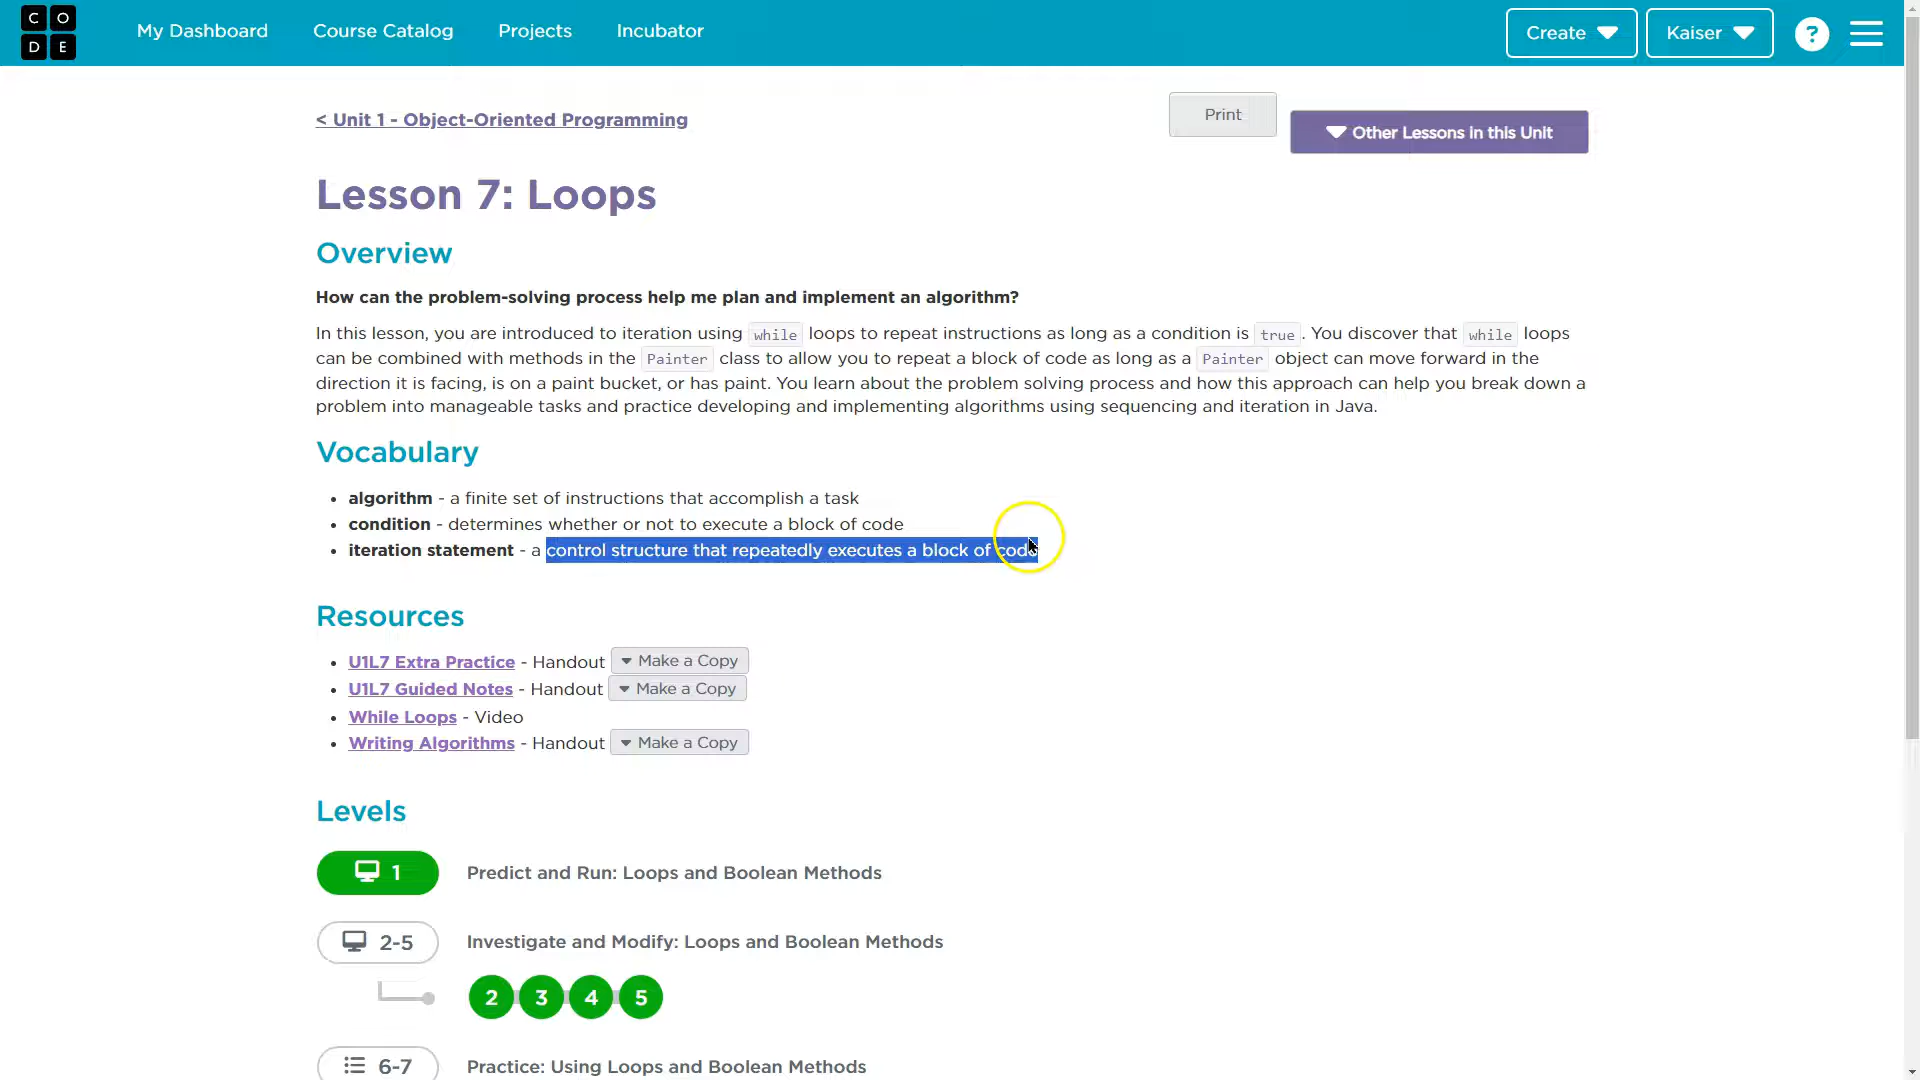 C O
D E
My Dashboard
Course Catalog
Projects
Incubator
Create
Kaiser
?
< Unit 1 - Object-Oriented Programming
Print
Other Lessons in this Unit
Lesson 7: Loops
Overview
How can the problem-solving process help me plan and implement an algorithm?
In this lesson, you are introduced to iteration using while loops to repeat instructions as long as a condition is true. You discover that while loops
can be combined with methods in the Painter class to allow you to repeat a block of code as long as a Painter object can move forward in the
direction it is facing, is on a paint bucket, or has paint. You learn about the problem solving process and how this approach can help you break down a
problem into manageable tasks and practice developing and implementing algorithms using sequencing and iteration in Java.
Vocabulary
• algorithm - a finite set of instructions that accomplish a task
• condition - determines whether or not to execute a block of code
• iteration statement - a control structure that repeatedly executes a block of code
Resources
• U1L7 Extra Practice - Handout Make a Copy
• U1L7 Guided Notes - Handout Make a Copy
• While Loops - Video
• Writing Algorithms - Handout Make a Copy
Levels
1 Predict and Run: Loops and Boolean Methods
2-5 Investigate and Modify: Loops and Boolean Methods
2 3 4 5
6-7 Practice: Using Loops and Boolean Methods